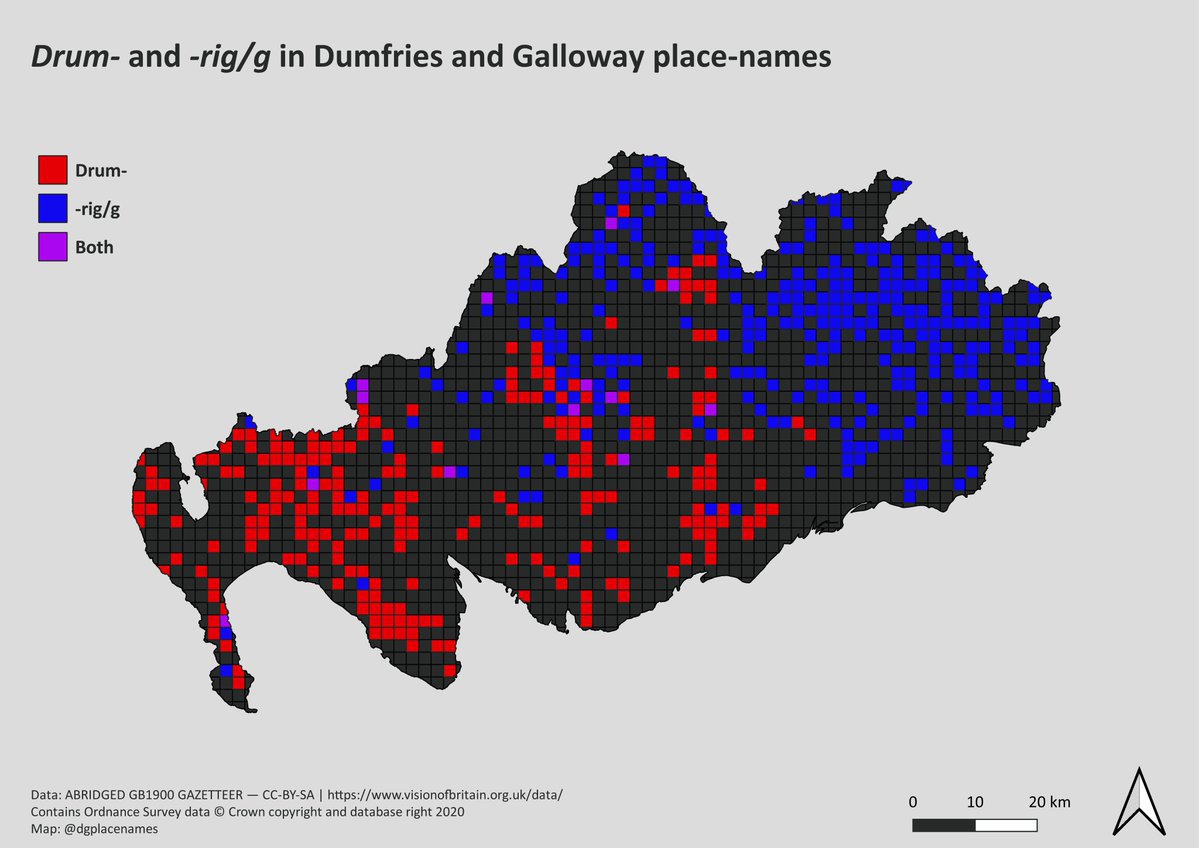 Drum- and -rig/g in Dumfries and Galloway place-names
Drum-
-rig/g
Both
Data: ABRIDGED GB1900 GAZETTEER — CC-BY-SA | https://www.visionofbritain.org.uk/data/
Contains Ordnance Survey data © Crown copyright and database right 2020
Map: @dgplacenames
0 10 20 km